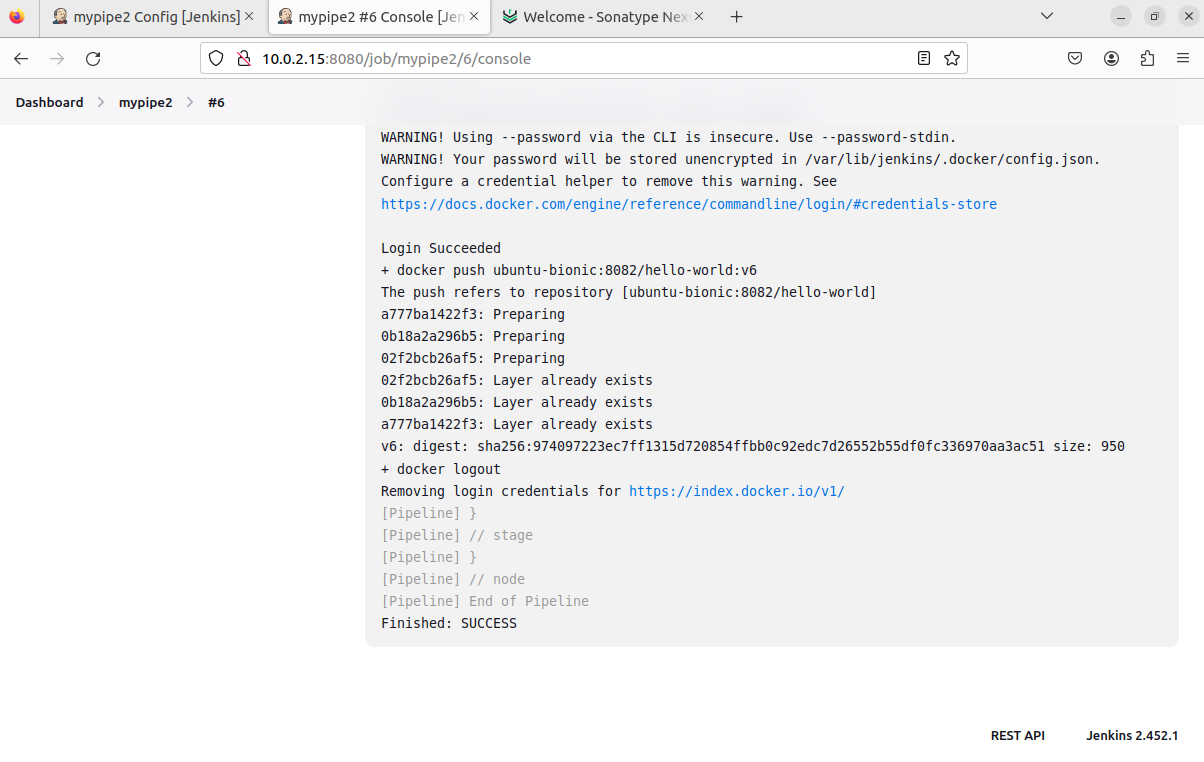 mypipe2 Config [Jenkins]
mypipe2 #6 Console [Jen
Welcome - Sonatype Nex
10.0.2.15:8080/job/mypipe2/6/console
Dashboard
mypipe2
#6
WARNING! Using --password via the CLI is insecure. Use --password-stdin.
WARNING! Your password will be stored unencrypted in /var/lib/jenkins/.docker/config.json.
Configure a credential helper to remove this warning. See
https://docs.docker.com/engine/reference/commandline/login/#credentials-store
Login Succeeded
+ docker push ubuntu-bionic:8082/hello-world:v6
The push refers to repository [ubuntu-bionic:8082/hello-world]
a777ba1422f3: Preparing
0b18a2a296b5: Preparing
02f2bcb26af5: Preparing
02f2bcb26af5: Layer already exists
0b18a2a296b5: Layer already exists
a777ba1422f3: Layer already exists
v6: digest: sha256:974097223ec7ff1315d720854ffbb0c92edc7d26552b55df0fc336970aa3ac51 size: 950
+ docker logout
Removing login credentials for https://index.docker.io/v1/
[Pipeline] }
[Pipeline] // stage
[Pipeline] }
[Pipeline] // node
[Pipeline] End of Pipeline
Finished: SUCCESS
REST API
Jenkins 2.452.1